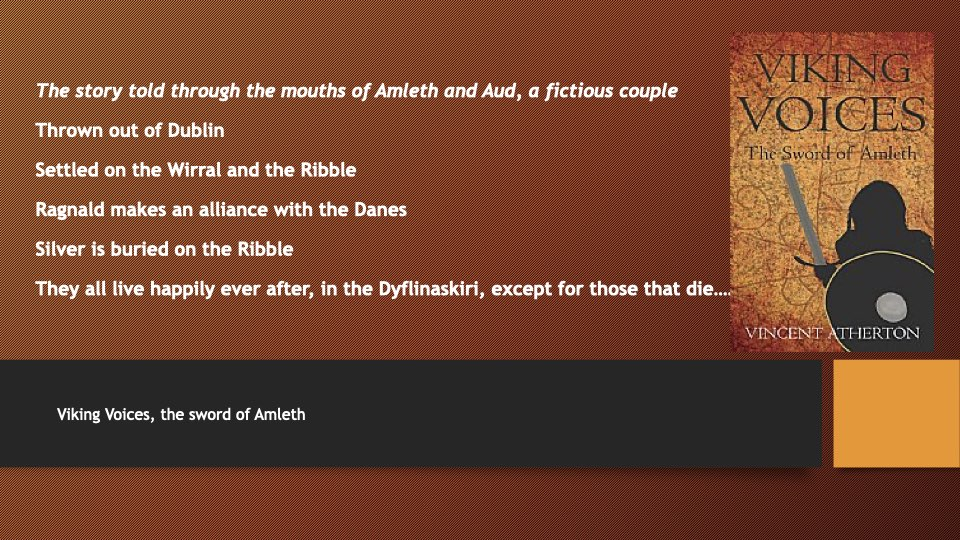 The story told through the mouths of Amleth and Aud, a fictious couple
Thrown out of Dublin
Settled on the Wirral and the Ribble
Ragnald makes an alliance with the Danes
Silver is buried on the Ribble
They all live happily ever after, in the Dyflinaskiri, except for those that die....
VIKING
VOICES
The Sword of Amleth
VINCENT ATHERTON
Viking Voices, the sword of Amleth